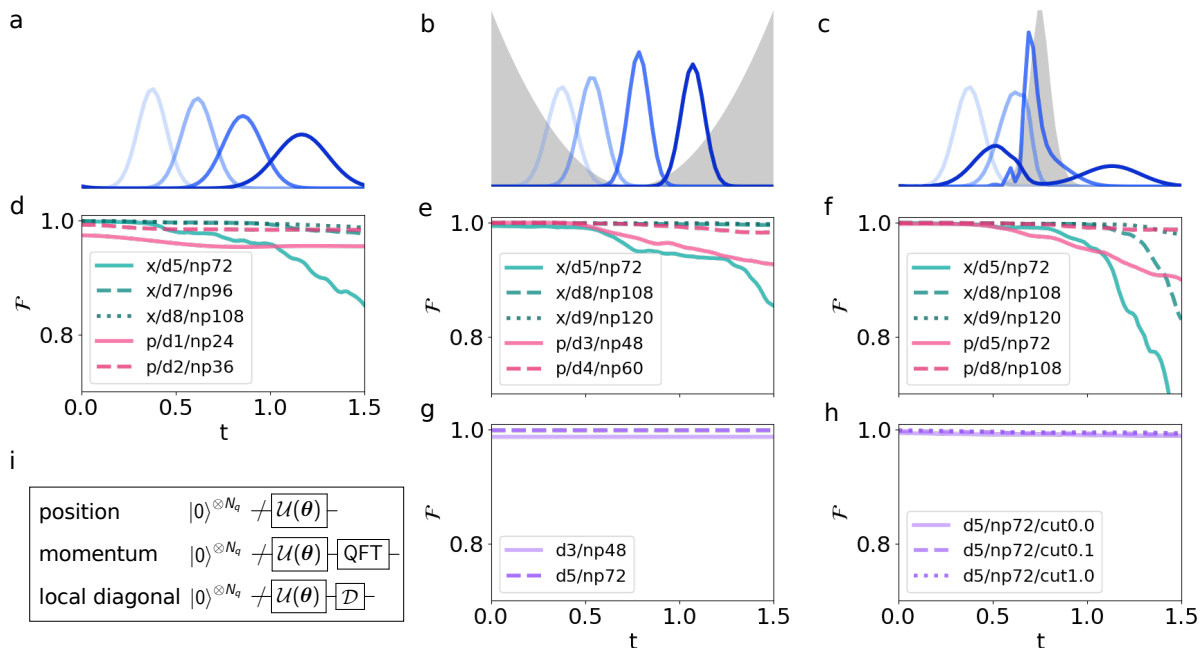 a
b
c
d
1.0
0.8
ℱ
x/d5/np72
x/d7/np96
x/d8/np108
p/d1/np24
p/d2/np36
0.0
0.5
1.0
1.5
t
e
1.0
0.8
ℱ
x/d5/np72
x/d8/np108
x/d9/np120
p/d3/np48
p/d4/np60
f
1.0
0.8
ℱ
x/d5/np72
x/d8/np108
x/d9/np120
p/d5/np72
p/d8/np108
g
1.0
0.8
ℱ
d3/np48
d5/np72
0.0
0.5
1.0
1.5
t
h
1.0
0.8
ℱ
d5/np72/cut0.0
d5/np72/cut0.1
d5/np72/cut1.0
0.0
0.5
1.0
1.5
t
i
position |0⟩^⊗N_q 𝒰(θ)
momentum |0⟩^⊗N_q 𝒰(θ) QFT
local diagonal |0⟩^⊗N_q 𝒰(θ) 𝒟